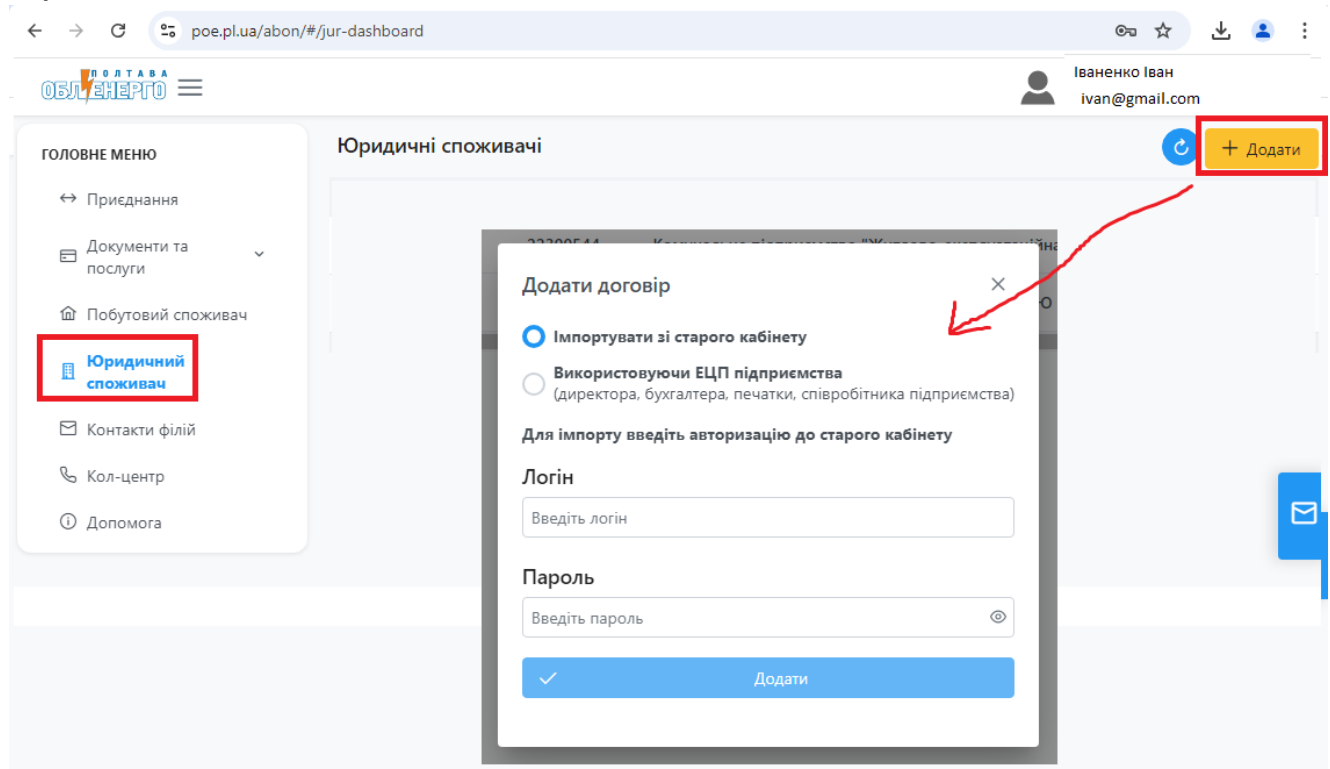 poe.pl.ua/abon/#/jur-dashboard
ПОЛТАВА
ОБЛЕНЕРГО
Іваненко Іван
ivan@gmail.com
ГОЛОВНЕ МЕНЮ
Приєднання
Документи та
послуги
Побутовий споживач
Юридичний
споживач
Контакти філій
Кол-центр
Допомога
Юридичні споживачі
+ Додати
Додати договір
Імпортувати зі старого кабінету
Використовуючи ЕЦП підприємства
(директора, бухгалтера, печатки, співробітника підприємства)
Для імпорту введіть авторизацію до старого кабінету
Логін
Введіть логін
Пароль
Введіть пароль
Додати